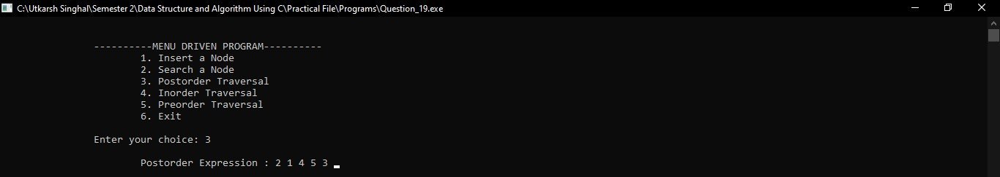 C:\Utkarsh Singhal\Semester 2\Data Structure and Algorithm Using C\Practical File\Programs\Question_19.exe
----------MENU DRIVEN PROGRAM----------
1. Insert a Node
2. Search a Node
3. Postorder Traversal
4. Inorder Traversal
5. Preorder Traversal
6. Exit
Enter your choice: 3
Postorder Expression : 2 1 4 5 3